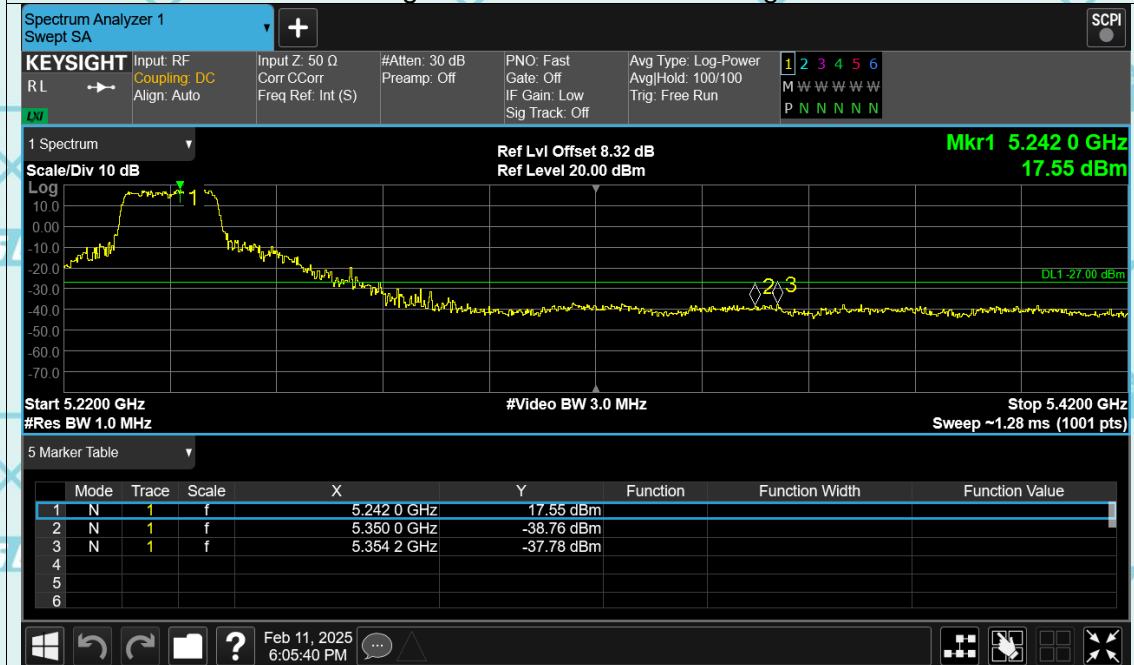 Spectrum Analyzer 1
Swept SA
+
SCPI
KEYSIGHT Input: RF Input Z: 50 Ω #Atten: 30 dB PNO: Fast Avg Type: Log-Power 1 2 3 4 5 6
RL Coupling: DC Corr CCorr Preamp: Off Gate: Off Avg|Hold: 100/100 M W W W W W W
Align: Auto Freq Ref: Int (S) IF Gain: Low Trig: Free Run
LXI Sig Track: Off P N N N N N N
1 Spectrum Ref Lvl Offset 8.32 dB Mkr1 5.242 0 GHz
Scale/Div 10 dB Ref Level 20.00 dBm 17.55 dBm
Log
1
10.0
0.00
-10.0
-20.0
DL1 -27.00 dBm
-30.0
2 3
-40.0
-50.0
-60.0
-70.0
Start 5.2200 GHz #Video BW 3.0 MHz Stop 5.4200 GHz
#Res BW 1.0 MHz Sweep ~1.28 ms (1001 pts)
5 Marker Table
Mode Trace Scale X Y Function Function Width Function Value
1 N 1 f 5.242 0 GHz 17.55 dBm
2 N 1 f 5.350 0 GHz -38.76 dBm
3 N 1 f 5.354 2 GHz -37.78 dBm
4
5
6
? Feb 11, 2025
6:05:40 PM